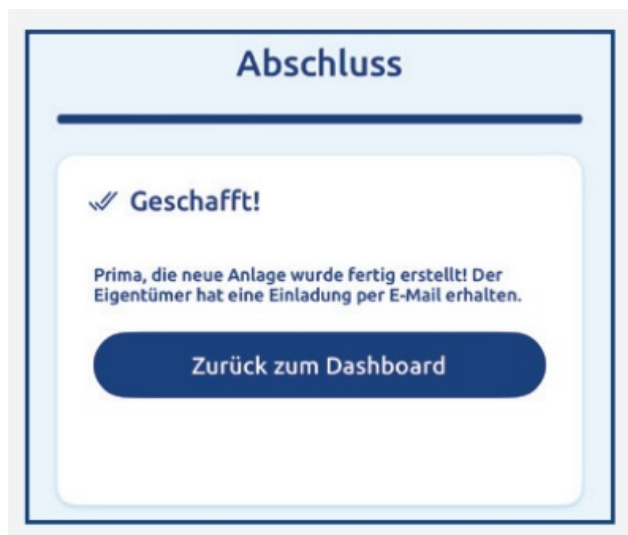 Abschluss
Geschafft!
Prima, die neue Anlage wurde fertig erstellt! Der
Eigentümer hat eine Einladung per E-Mail erhalten.
Zurück zum Dashboard